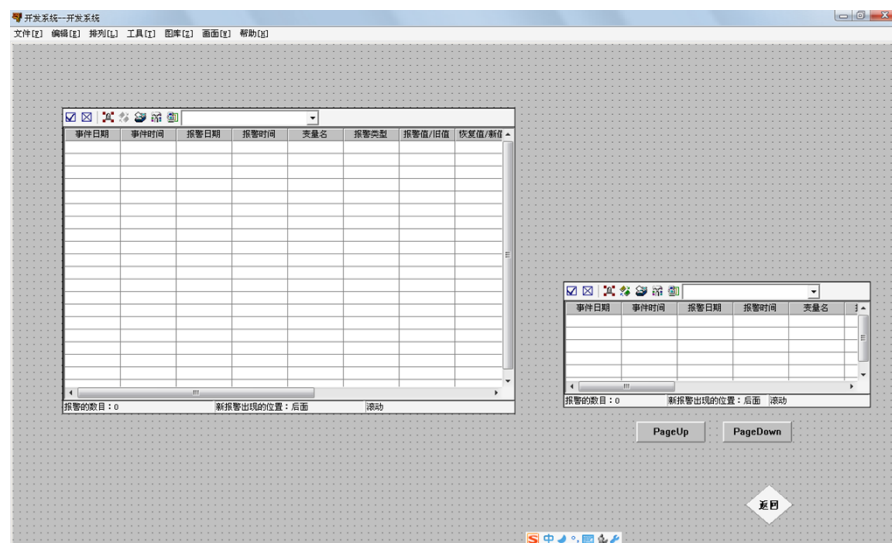 开发系统--开发系统
文件[F] 编辑[E] 排列[L] 工具[T] 图库[Z] 画面[W] 帮助[H]
事件日期 事件时间 报警日期 报警时间 变量名 报警类型 报警值/旧值 恢复值/新值
报警的数目：0 新报警出现的位置：后面 滚动
事件日期 事件时间 报警日期 报警时间 变量名
报警的数目：0 新报警出现的位置：后面 滚动
PageUp PageDown
返回
S 中